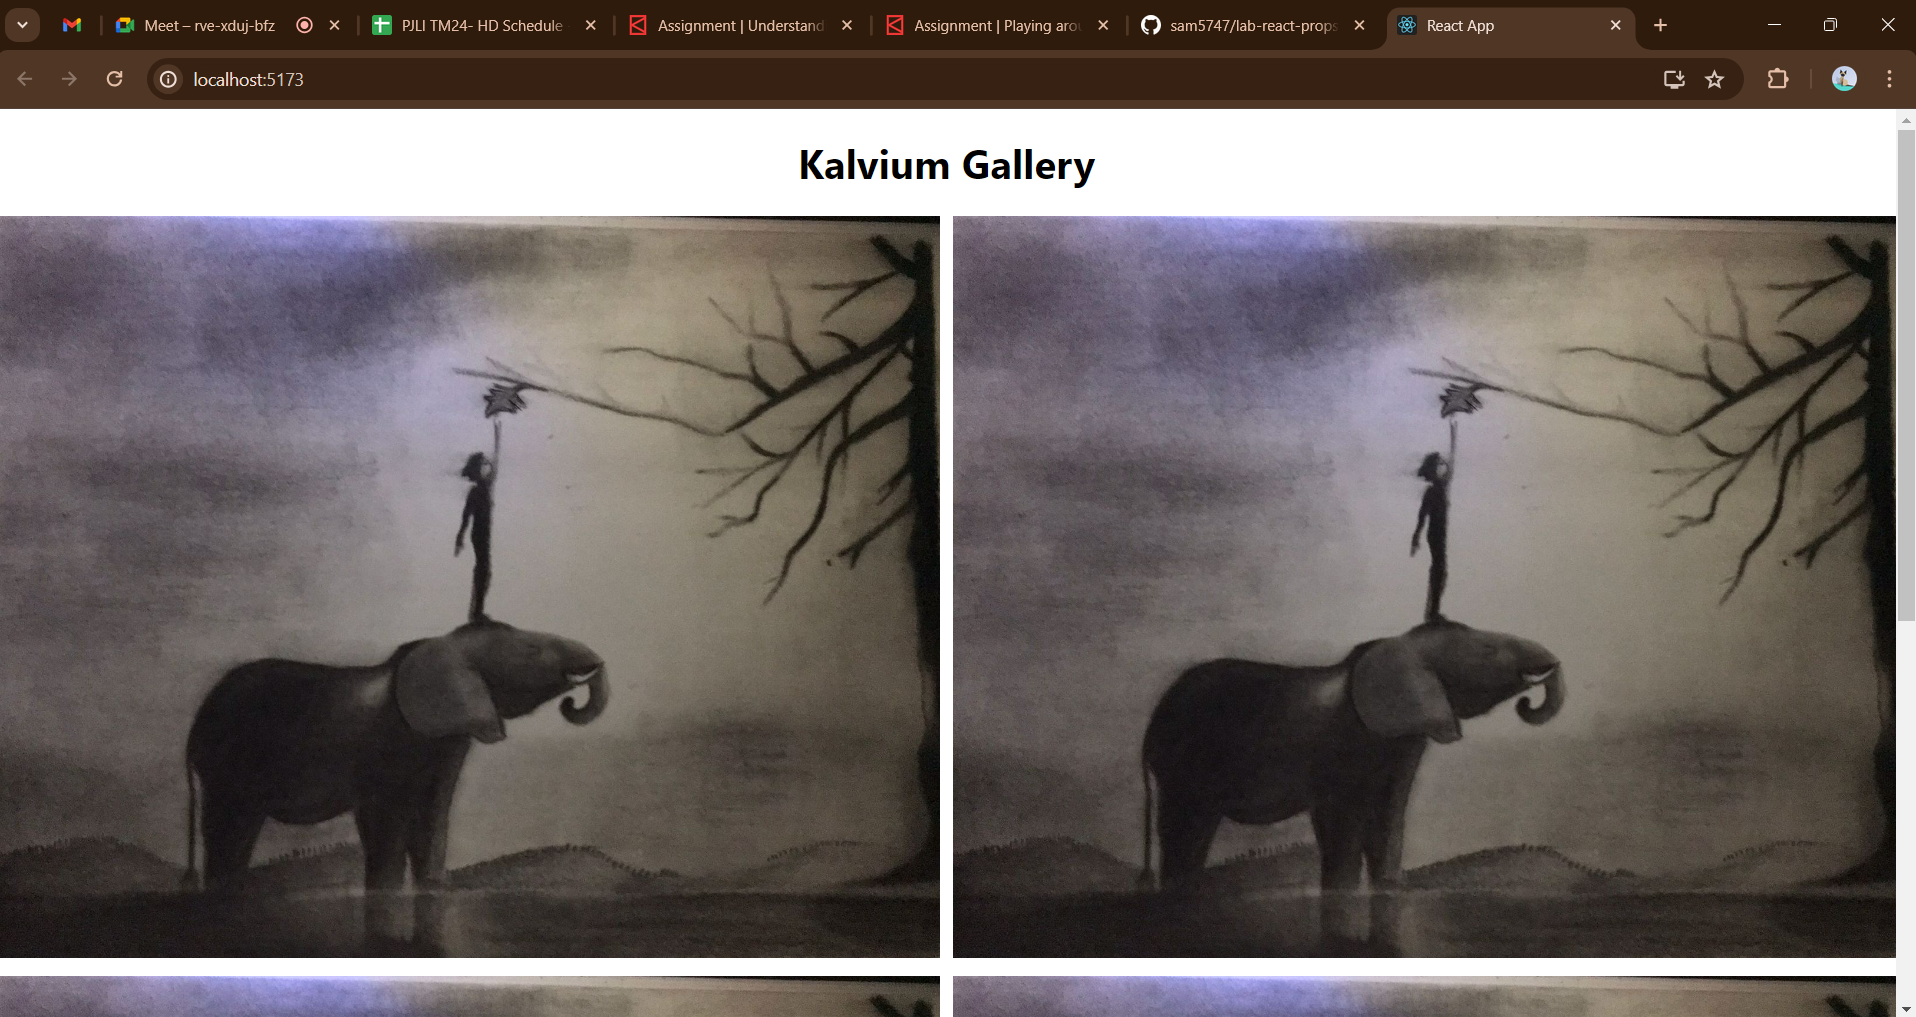 Meet – rve-xduj-bfz
PJLI TM24- HD Schedule
Assignment | Understand
Assignment | Playing arou
sam5747/lab-react-props
React App
localhost:5173
Kalvium Gallery